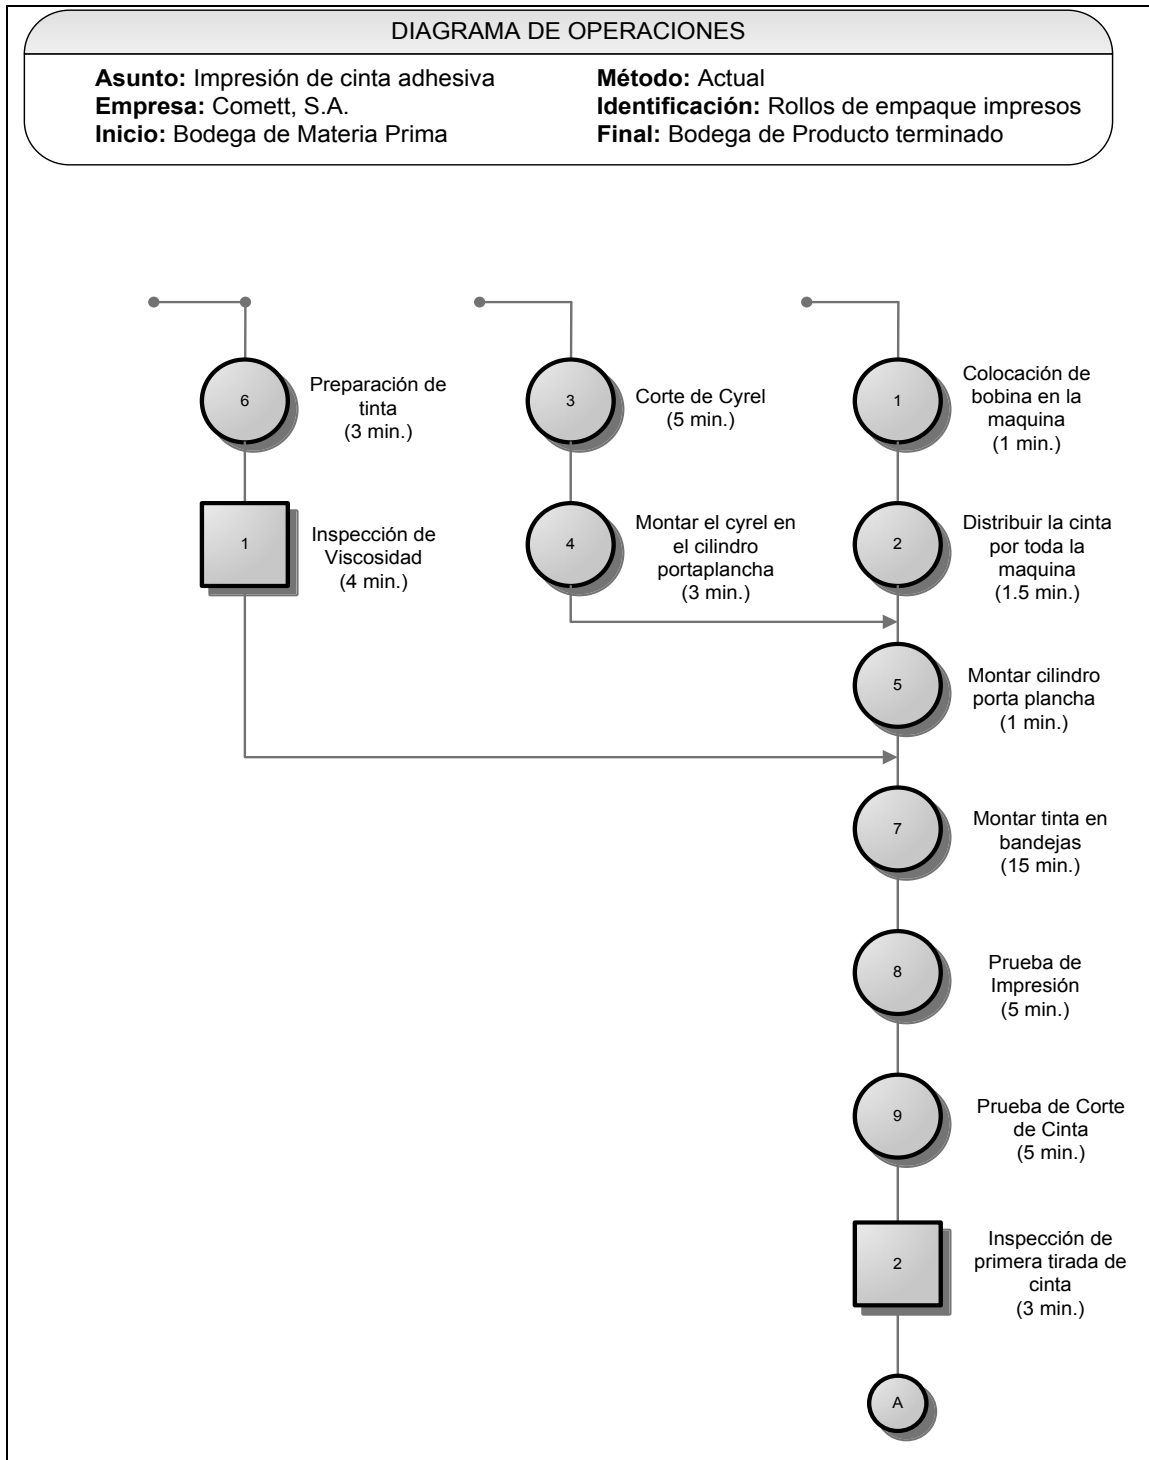 DIAGRAMA DE OPERACIONES
Asunto: Impresión de cinta adhesiva
Empresa: Comett, S.A.
Inicio: Bodega de Materia Prima
Método: Actual
Identificación: Rollos de empaque impresos
Final: Bodega de Producto terminado
6
Preparación de
tinta
(3 min.)
3
Corte de Cyrel
(5 min.)
1
Colocación de
bobina en la
maquina
(1 min.)
1
Inspección de
Viscosidad
(4 min.)
4
Montar el cyrel en
el cilindro
portaplancha
(3 min.)
2
Distribuir la cinta
por toda la
maquina
(1.5 min.)
5
Montar cilindro
porta plancha
(1 min.)
7
Montar tinta en
bandejas
(15 min.)
8
Prueba de
Impresión
(5 min.)
9
Prueba de Corte
de Cinta
(5 min.)
2
Inspección de
primera tirada de
cinta
(3 min.)
A